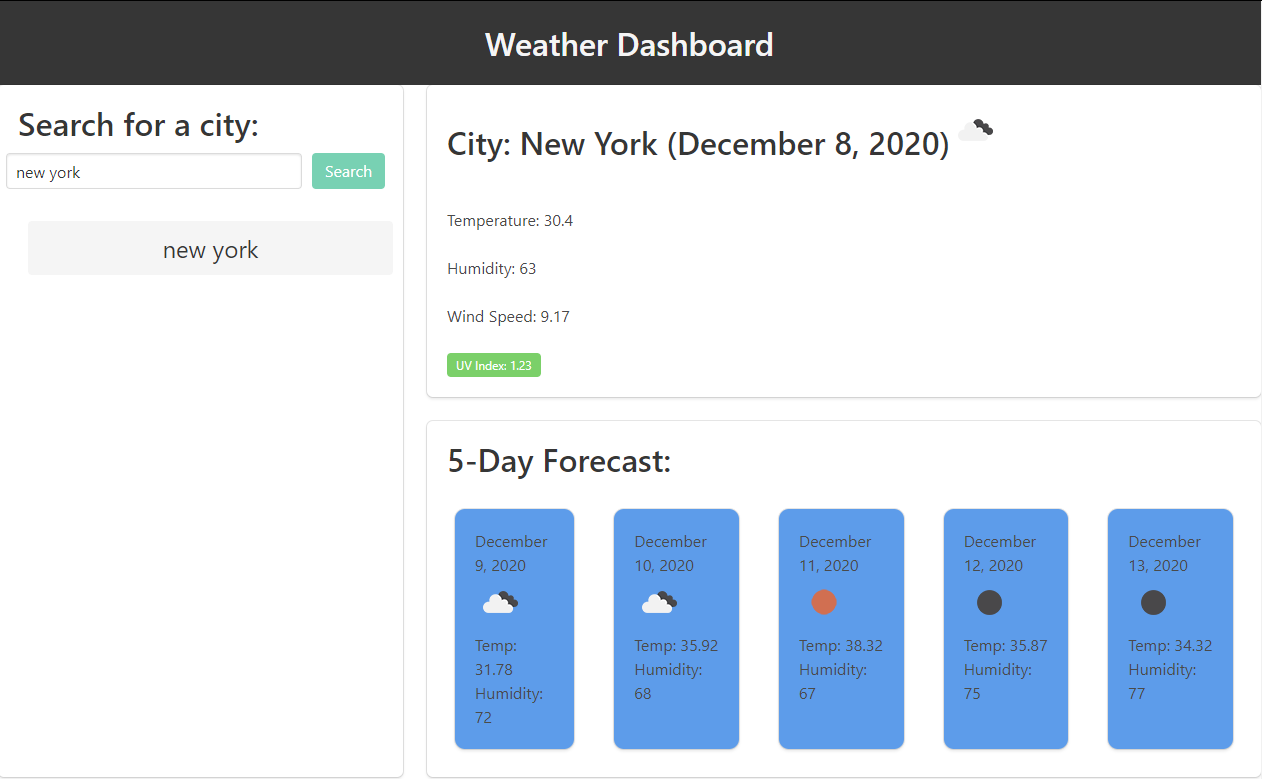 Weather Dashboard
Search for a city:
new york
Search
new york
City: New York (December 8, 2020)
Temperature: 30.4
Humidity: 63
Wind Speed: 9.17
UV Index: 1.23
5-Day Forecast:
December
9, 2020
Temp:
31.78
Humidity:
72
December
10, 2020
Temp: 35.92
Humidity:
68
December
11, 2020
Temp: 38.32
Humidity:
67
December
12, 2020
Temp: 35.87
Humidity:
75
December
13, 2020
Temp: 34.32
Humidity:
77